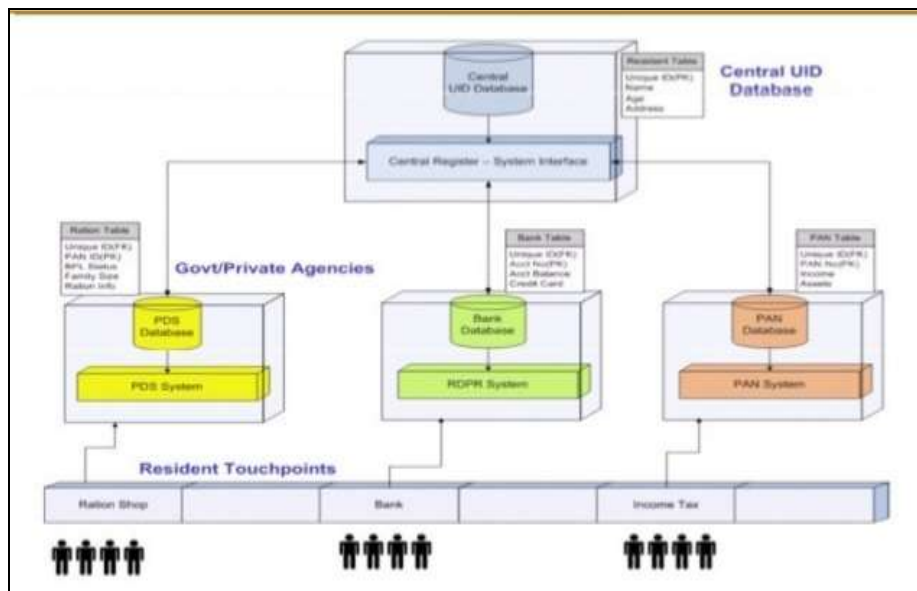 Central
UID Database
Resident Table
Unique ID(PK)
Name
Age
Address
Central UID
Database
Central Register – System Interface
Ration Table
Unique ID(FK)
PAN ID(PK)
BPL Status
Family Size
Ration Info
Govt/Private Agencies
Bank Table
Unique ID(FK)
Acct No(PK)
Acct Balance
Credit Card
PAN Table
Unique ID(FK)
PAN No(PK)
Income
Assets
PDS
Database
PDS System
Bank
Database
RDPR System
PAN
Database
PAN System
Resident Touchpoints
Ration Shop
Bank
Income Tax